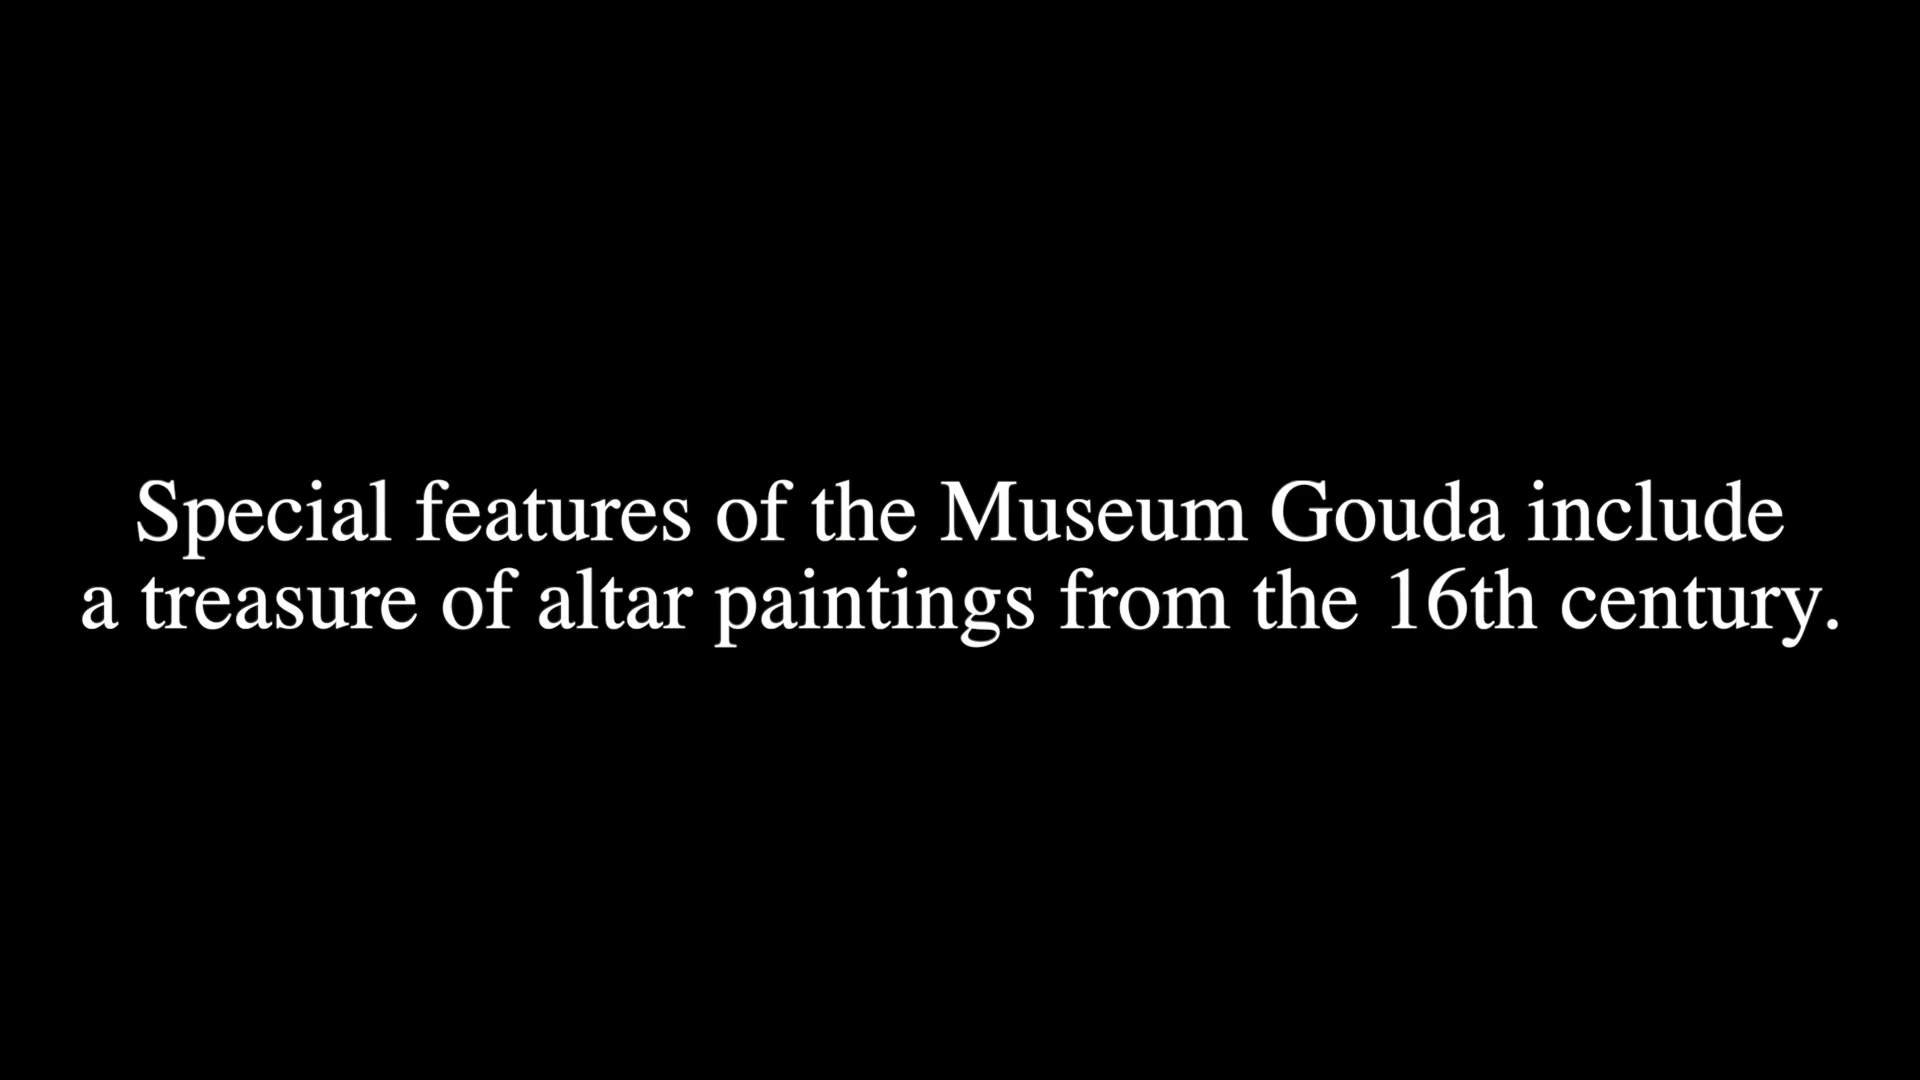 Special features of the Museum Gouda include
a treasure of altar paintings from the 16th century.